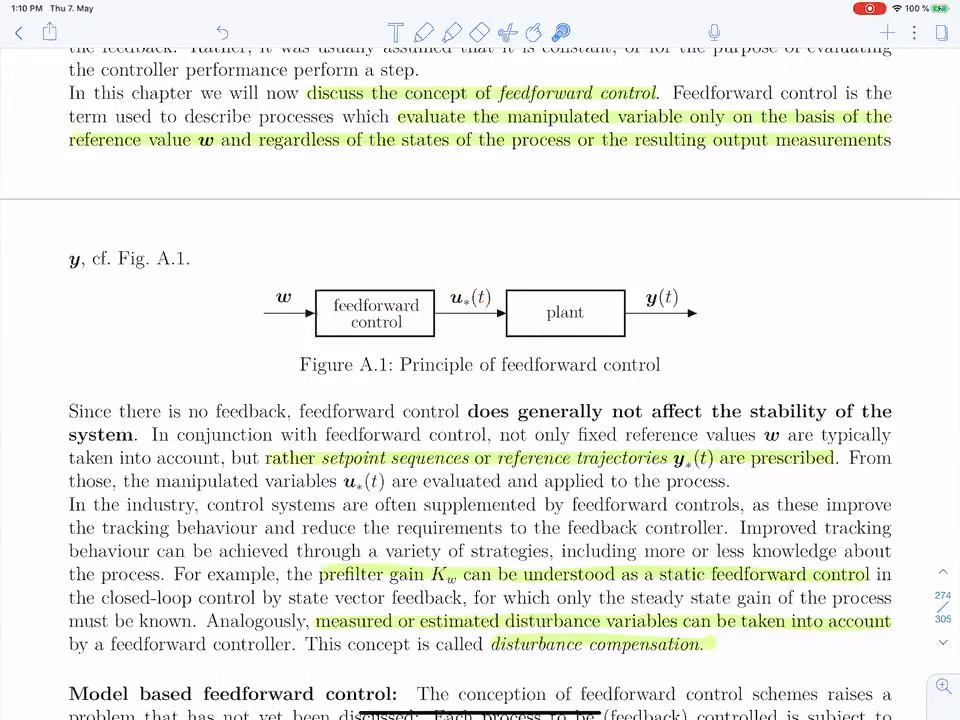 1:10 PM Thu 7. May
100 %
the feedback. Rather, it was usually assumed that it is constant, or for the purpose of evaluating
the controller performance perform a step.
In this chapter we will now discuss the concept of feedforward control. Feedforward control is the
term used to describe processes which evaluate the manipulated variable only on the basis of the
reference value w and regardless of the states of the process or the resulting output measurements
y, cf. Fig. A.1.
w
feedforward
control
u∗(t)
plant
y(t)
Figure A.1: Principle of feedforward control
Since there is no feedback, feedforward control does generally not affect the stability of the
system. In conjunction with feedforward control, not only fixed reference values w are typically
taken into account, but rather setpoint sequences or reference trajectories y∗(t) are prescribed. From
those, the manipulated variables u∗(t) are evaluated and applied to the process.
In the industry, control systems are often supplemented by feedforward controls, as these improve
the tracking behaviour and reduce the requirements to the feedback controller. Improved tracking
behaviour can be achieved through a variety of strategies, including more or less knowledge about
the process. For example, the prefilter gain Kw can be understood as a static feedforward control in
the closed-loop control by state vector feedback, for which only the steady state gain of the process
must be known. Analogously, measured or estimated disturbance variables can be taken into account
by a feedforward controller. This concept is called disturbance compensation.
274
305
Model based feedforward control: The conception of feedforward control schemes raises a
problem that has not yet been discussed: Each process to be (feedback) controlled is subject to